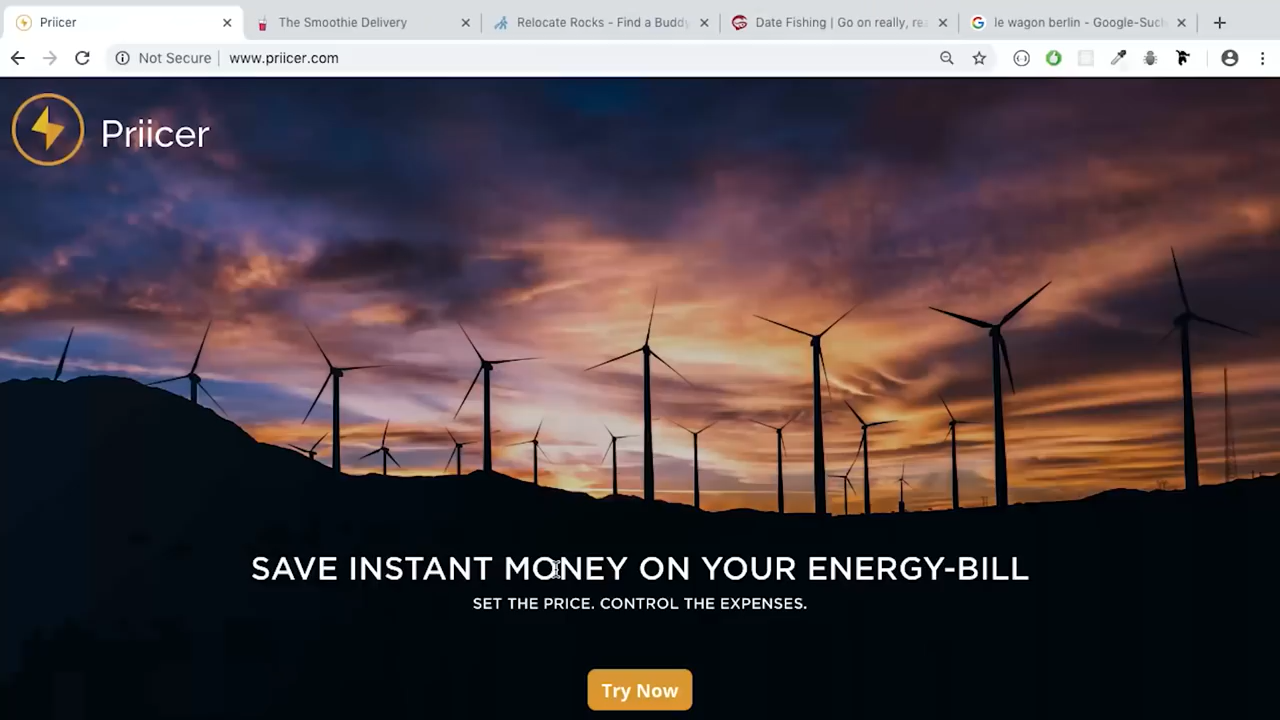 Priicer
The Smoothie Delivery
Relocate Rocks - Find a Buddy
Date Fishing | Go on really, re
le wagon berlin - Google-Such
Not Secure
www.priicer.com
Priicer
SAVE INSTANT MONEY ON YOUR ENERGY-BILL
SET THE PRICE. CONTROL THE EXPENSES.
Try Now